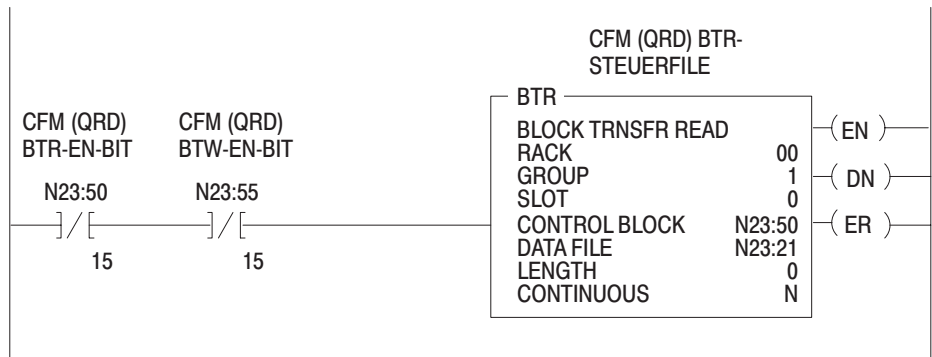 CFM (QRD) BTR-
STEUERFILE
CFM (QRD)
BTR-EN-BIT
CFM (QRD)
BTW-EN-BIT
N23:50
N23:55
15
15
BTR
BLOCK TRNSFR READ
RACK 00
GROUP 1
SLOT 0
CONTROL BLOCK N23:50
DATA FILE N23:21
LENGTH 0
CONTINUOUS N
EN
DN
ER